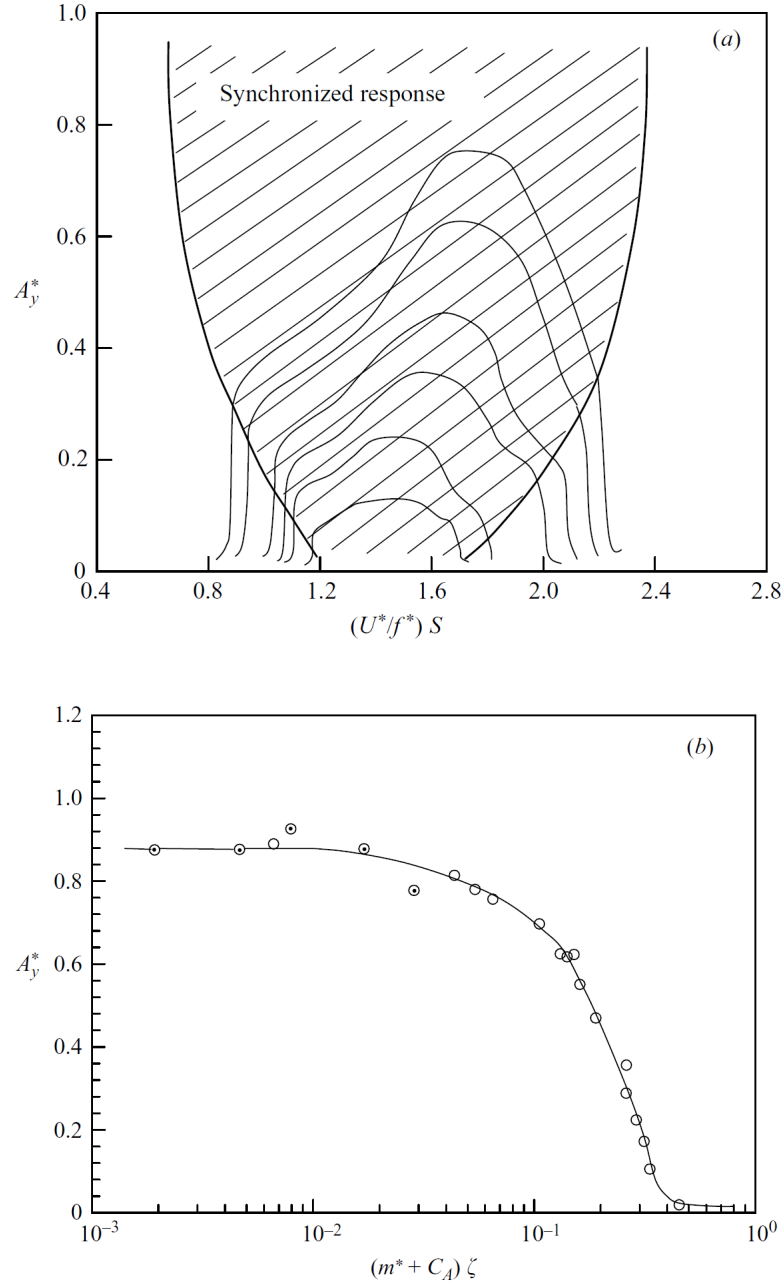 1.0
(a)
Synchronized response
0.8
0.6
A*y
0.4
0.2
0
0.4 0.8 1.2 1.6 2.0 2.4 2.8
(U*/f*) S
1.2
(b)
1.0
0.8
0.6
A*y
0.4
0.2
0
10⁻³ 10⁻² 10⁻¹ 10⁰
(m* + CA) ζ